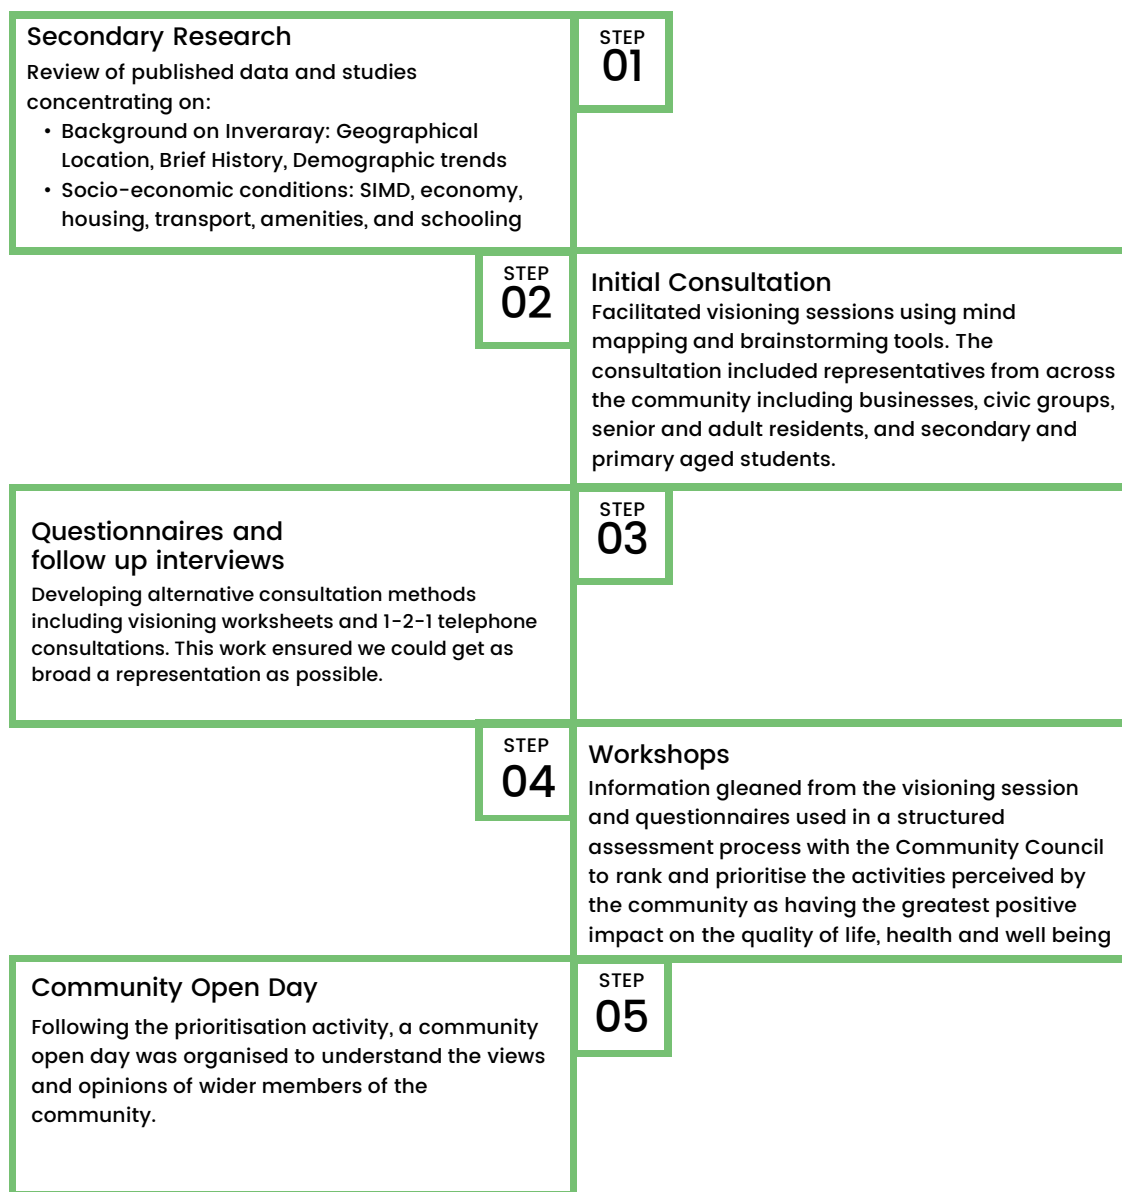 Secondary Research
Review of published data and studies
concentrating on:
• Background on Inveraray: Geographical
Location, Brief History, Demographic trends
• Socio-economic conditions: SIMD, economy,
housing, transport, amenities, and schooling
STEP
01
STEP
02
Initial Consultation
Facilitated visioning sessions using mind
mapping and brainstorming tools. The
consultation included representatives from across
the community including businesses, civic groups,
senior and adult residents, and secondary and
primary aged students.
Questionnaires and
follow up interviews
Developing alternative consultation methods
including visioning worksheets and 1-2-1 telephone
consultations. This work ensured we could get as
broad a representation as possible.
STEP
03
STEP
04
Workshops
Information gleaned from the visioning session
and questionnaires used in a structured
assessment process with the Community Council
to rank and prioritise the activities perceived by
the community as having the greatest positive
impact on the quality of life, health and well being
Community Open Day
Following the prioritisation activity, a community
open day was organised to understand the views
and opinions of wider members of the
community.
STEP
05